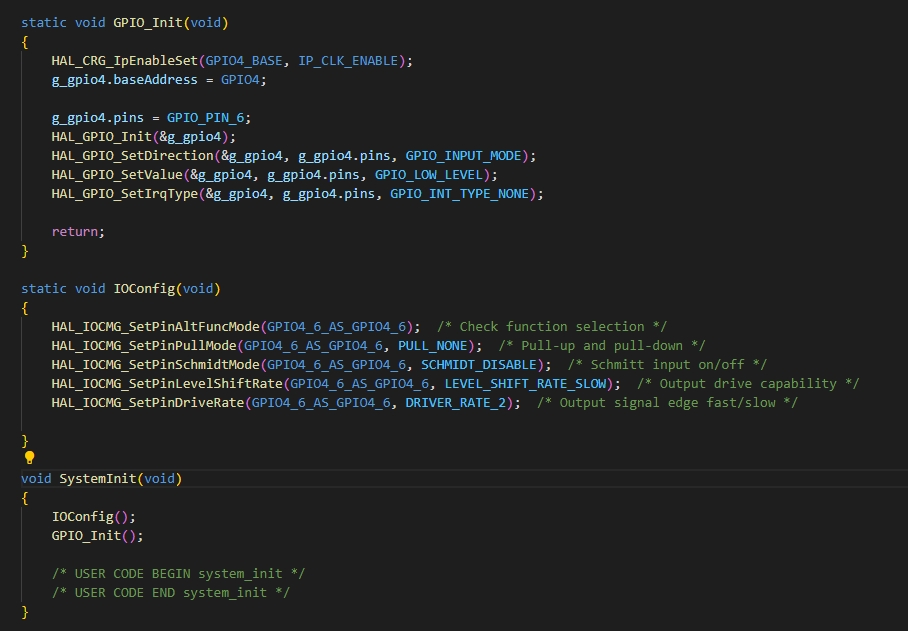 static void GPIO_Init(void)
{
    HAL_CRG_IpEnableSet(GPIO4_BASE, IP_CLK_ENABLE);
    g_gpio4.baseAddress = GPIO4;

    g_gpio4.pins = GPIO_PIN_6;
    HAL_GPIO_Init(&g_gpio4);
    HAL_GPIO_SetDirection(&g_gpio4, g_gpio4.pins, GPIO_INPUT_MODE);
    HAL_GPIO_SetValue(&g_gpio4, g_gpio4.pins, GPIO_LOW_LEVEL);
    HAL_GPIO_SetIrqType(&g_gpio4, g_gpio4.pins, GPIO_INT_TYPE_NONE);

    return;
}

static void IOConfig(void)
{
    HAL_IOCMG_SetPinAltFuncMode(GPIO4_6_AS_GPIO4_6);  /* Check function selection */
    HAL_IOCMG_SetPinPullMode(GPIO4_6_AS_GPIO4_6, PULL_NONE);  /* Pull-up and pull-down */
    HAL_IOCMG_SetPinSchmidtMode(GPIO4_6_AS_GPIO4_6, SCHMIDT_DISABLE);  /* Schmitt input on/off */
    HAL_IOCMG_SetPinLevelShiftRate(GPIO4_6_AS_GPIO4_6, LEVEL_SHIFT_RATE_SLOW);  /* Output drive capability */
    HAL_IOCMG_SetPinDriveRate(GPIO4_6_AS_GPIO4_6, DRIVER_RATE_2);  /* Output signal edge fast/slow */

}

void SystemInit(void)
{
    IOConfig();
    GPIO_Init();

    /* USER CODE BEGIN system_init */
    /* USER CODE END system_init */
}